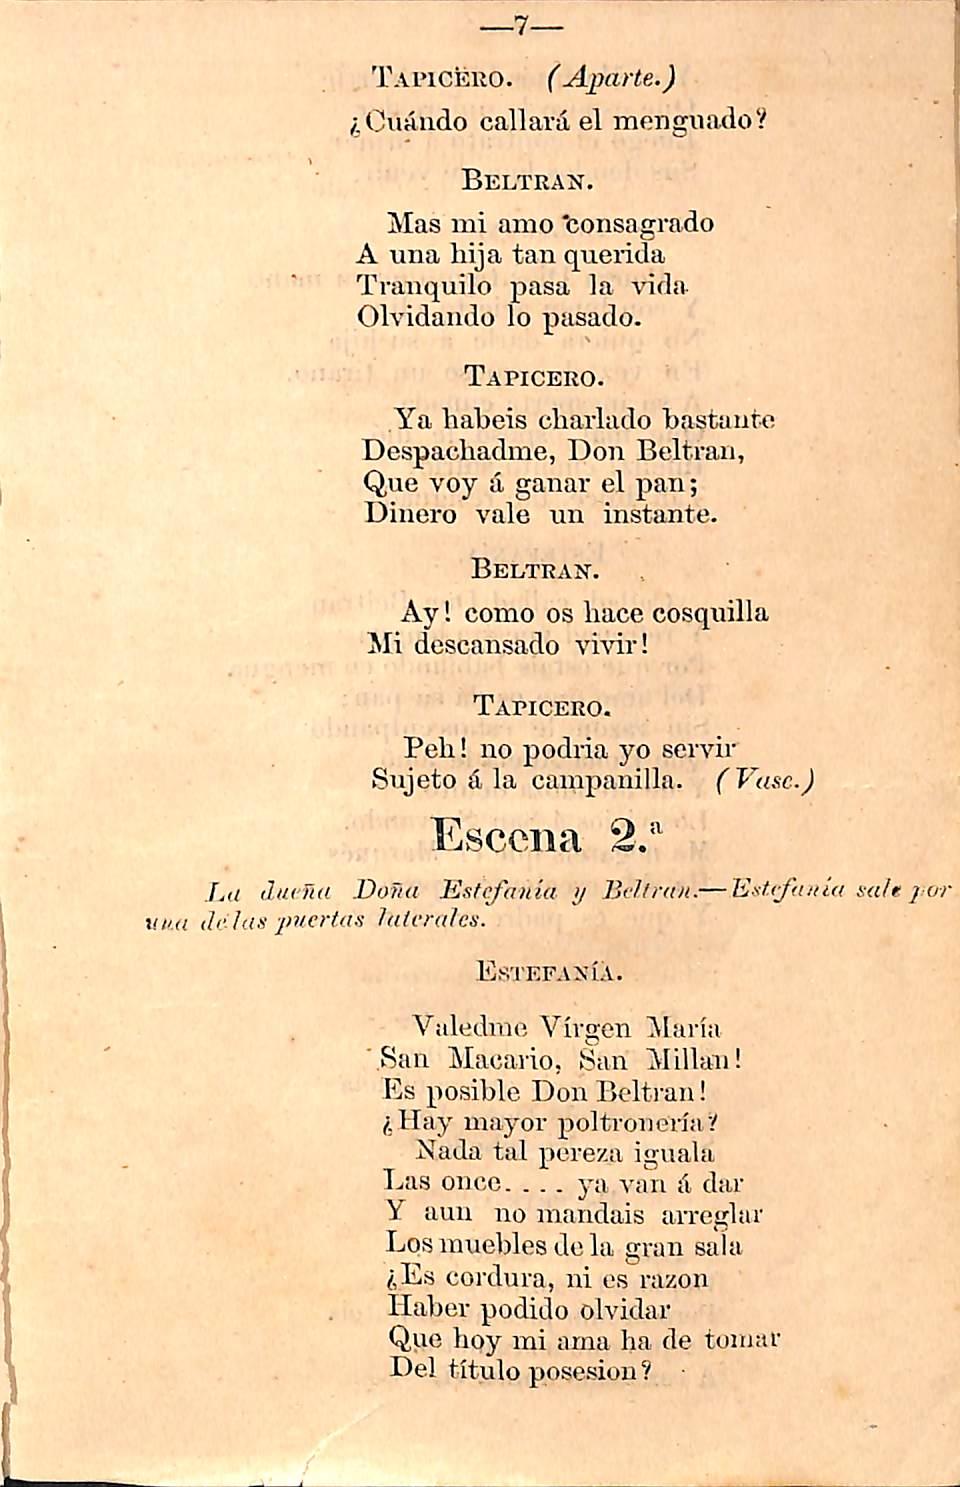 —7—
TAPICERO. (Aparte.)
¿Cuándo callará el menguado?
BELTRAN.
Mas mi amo consagrado
A una hija tan querida
Tranquilo pasa la vida
Olvidando lo pasado.
TAPICERO.
Ya habeis charlado bastante
Despachadme, Don Beltran,
Que voy á ganar el pan;
Dinero vale un instante.
BELTRAN.
Ay! como os hace cosquilla
Mi descansado vivir!
TAPICERO.
Peh! no podria yo servir
Sujeto á la campanilla. (Vase.)
Escena 2.ª
La dueña Doña Estefanía y Beltran.—Estefanía sale por
una de las puertas laterales.
ESTEFANÍA.
Valedme Vírgen María
San Macario, San Millan!
Es posible Don Beltran!
¿Hay mayor poltronería?
Nada tal pereza iguala
Las once.... ya van á dar
Y aun no mandais arreglar
Los muebles de la gran sala
¿Es cordura, ni es razon
Haber podido olvidar
Que hoy mi ama ha de tomar
Del título posesion?